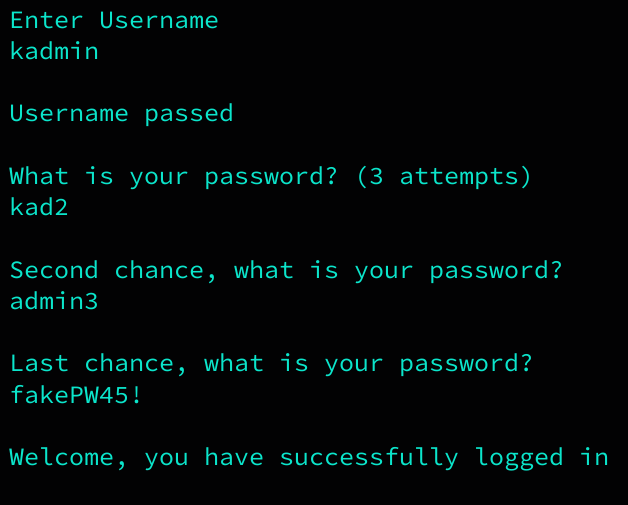 Enter Username
kadmin
Username passed
What is your password? (3 attempts)
kad2
Second chance, what is your password?
admin3
Last chance, what is your password?
fakePW45!
Welcome, you have successfully logged in